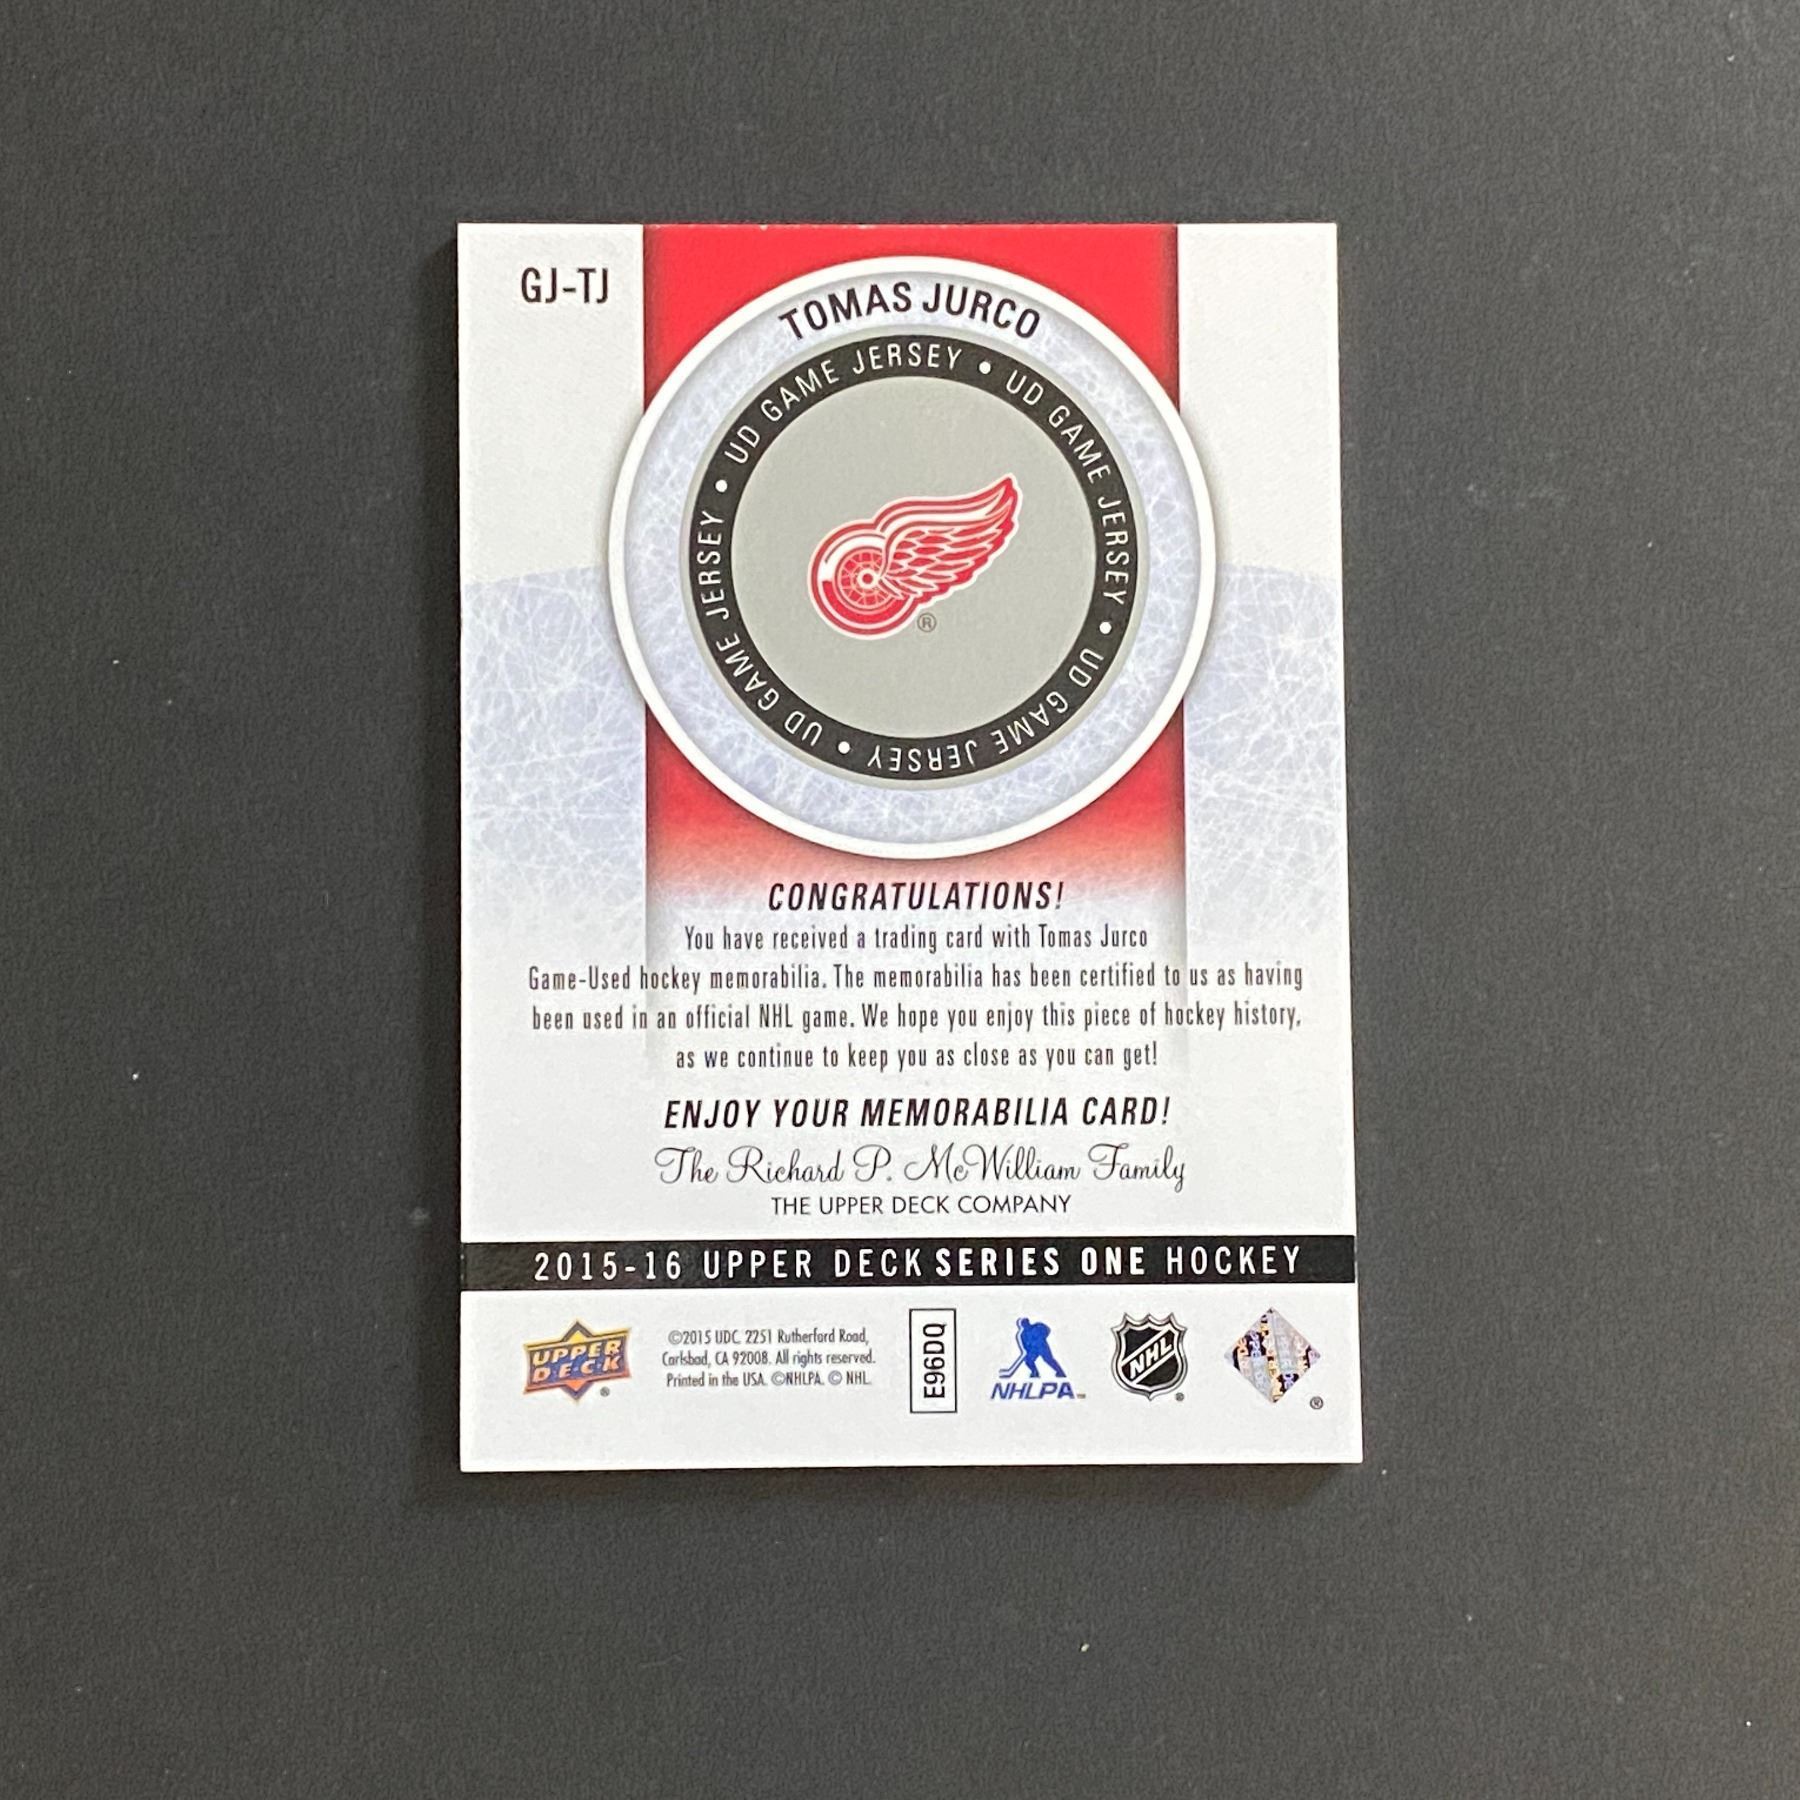 GJ-TJ
TOMAS JURCO
UD GAME JERSEY • UD GAME JERSEY • UD GAME JERSEY • UD GAME JERSEY •
®
CONGRATULATIONS!
You have received a trading card with Tomas Jurco
Game-Used hockey memorabilia. The memorabilia has been certified to us as having
been used in an official NHL game. We hope you enjoy this piece of hockey history,
as we continue to keep you as close as you can get!
ENJOY YOUR MEMORABILIA CARD!
The Richard P. McWilliam Family
THE UPPER DECK COMPANY
2015-16 UPPER DECK SERIES ONE HOCKEY
UPPER
DECK
®
©2015 UDC, 2251 Rutherford Road,
Carlsbad, CA 92008. All rights reserved.
Printed in the USA. ©NHLPA. © NHL.
E96DQ
NHLPA™
NHL
®
®